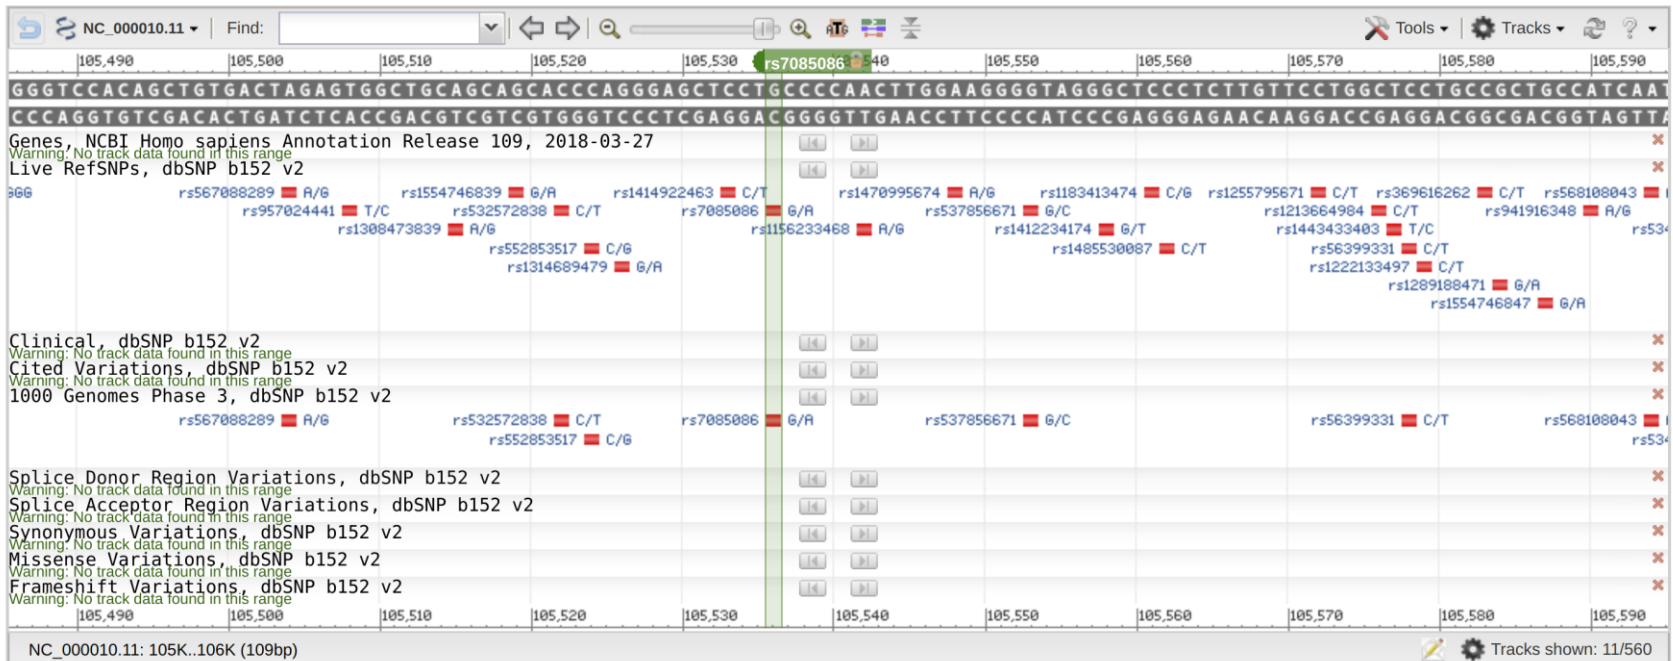 NC_000010.11 Find: Tools Tracks ?
105,490 105,500 105,510 105,520 105,530 rs7085086 540 105,550 105,560 105,570 105,580 105,590
GGGTCCACAGCTGTGACTAGAGTGGCTGCAGCAGCACCCAGGGAGCTCCTGCCCCAACTTGGAAGGGGTAGGGCTCCCTCTTGTTCCTGGCTCCTGCCGCTGCCATCAAT
CCCAGGTGTCGACACTGATCTCACCGACGTCGTCGTGGGTCCCTCGAGGACGGGGTTGAACCTTCCCCATCCCGAGGGAGAACAAGGACCGAGGACGGCGACGGTAGTTA
Genes, NCBI Homo sapiens Annotation Release 109, 2018-03-27
Warning: No track data found in this range
Live RefSNPs, dbSNP b152 v2
GGG rs567088289 A/G rs1554746839 G/A rs1414922463 C/T rs1470995674 A/G rs1183413474 C/G rs1255795671 C/T rs369616262 C/T rs568108043
rs957024441 T/C rs532572838 C/T rs7085086 G/A rs537856671 G/C rs1213664984 C/T rs941916348 A/G
rs1308473839 A/G rs1156233468 A/G rs1412234174 G/T rs1443433403 T/C rs534
rs552853517 C/G rs1485530087 C/T rs56399331 C/T
rs1314689479 G/A rs1222133497 C/T
rs1289188471 G/A
rs1554746847 G/A
Clinical, dbSNP b152 v2
Warning: No track data found in this range
Cited Variations, dbSNP b152 v2
Warning: No track data found in this range
1000 Genomes Phase 3, dbSNP b152 v2
rs567088289 A/G rs532572838 C/T rs7085086 G/A rs537856671 G/C rs56399331 C/T rs568108043
rs552853517 C/G rs534
Splice Donor Region Variations, dbSNP b152 v2
Warning: No track data found in this range
Splice Acceptor Region Variations, dbSNP b152 v2
Warning: No track data found in this range
Synonymous Variations, dbSNP b152 v2
Warning: No track data found in this range
Missense Variations, dbSNP b152 v2
Warning: No track data found in this range
Frameshift Variations, dbSNP b152 v2
Warning: No track data found in this range
105,490 105,500 105,510 105,520 105,530 105,540 105,550 105,560 105,570 105,580 105,590
NC_000010.11: 105K..106K (109bp) Tracks shown: 11/560